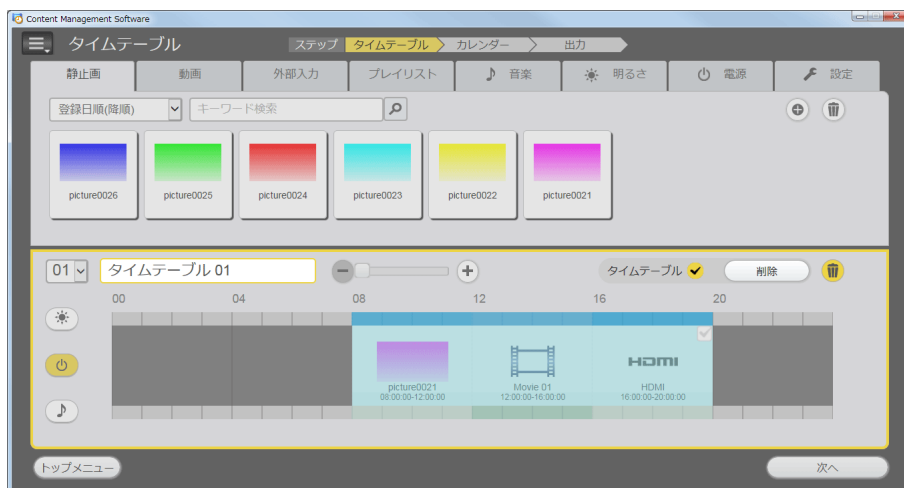 Content Management Software
タイムテーブル ステップ タイムテーブル カレンダー 出力
静止画 動画 外部入力 プレイリスト 音楽 明るさ 電源 設定
登録日順(降順) キーワード検索
picture0026 picture0025 picture0024 picture0023 picture0022 picture0021
01 タイムテーブル 01 タイムテーブル 削除
00 04 08 12 16 20
HDMI
picture0021 Movie 01 HDMI
08:00:00-12:00:00 12:00:00-16:00:00 16:00:00-20:00:00
トップメニュー 次へ